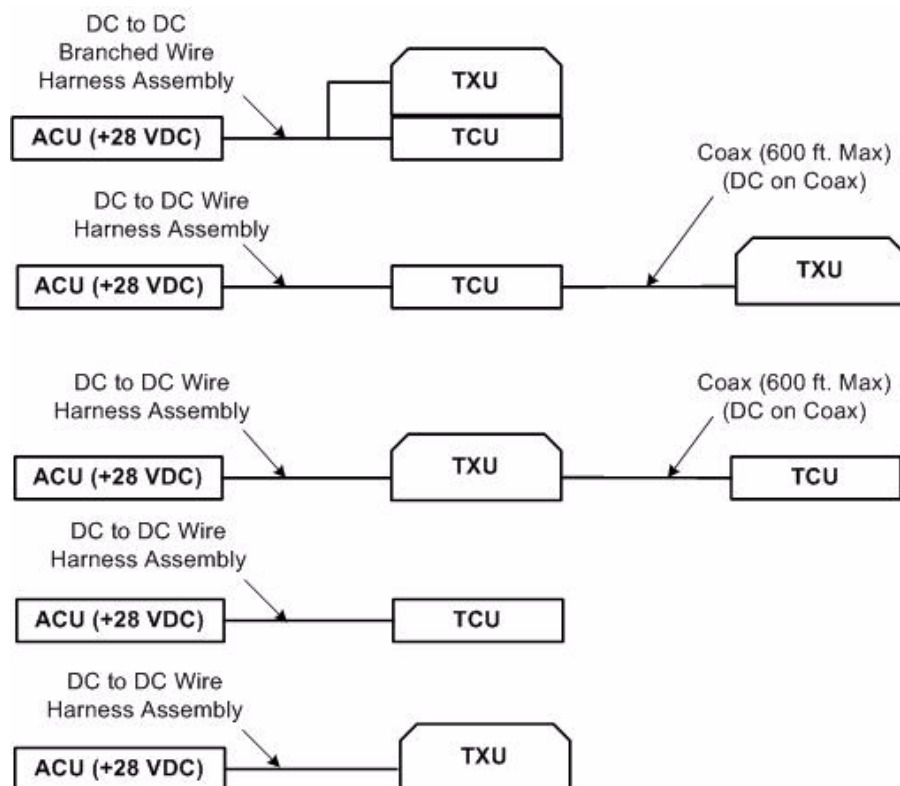 DC to DC
Branched Wire
Harness Assembly
TXU
ACU (+28 VDC)
TCU
Coax (600 ft. Max)
(DC on Coax)
DC to DC Wire
Harness Assembly
ACU (+28 VDC)
TCU
TXU
DC to DC Wire
Harness Assembly
Coax (600 ft. Max)
(DC on Coax)
ACU (+28 VDC)
TXU
TCU
DC to DC Wire
Harness Assembly
ACU (+28 VDC)
TCU
DC to DC Wire
Harness Assembly
ACU (+28 VDC)
TXU